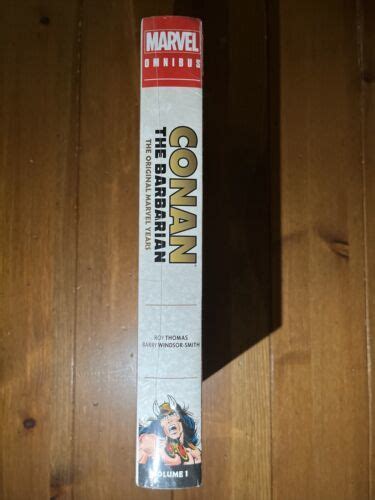 MARVEL
OMNIBUS
CONAN
THE BARBARIAN
THE ORIGINAL MARVEL YEARS
ROY THOMAS
BARRY WINDSOR-SMITH
VOLUME 1